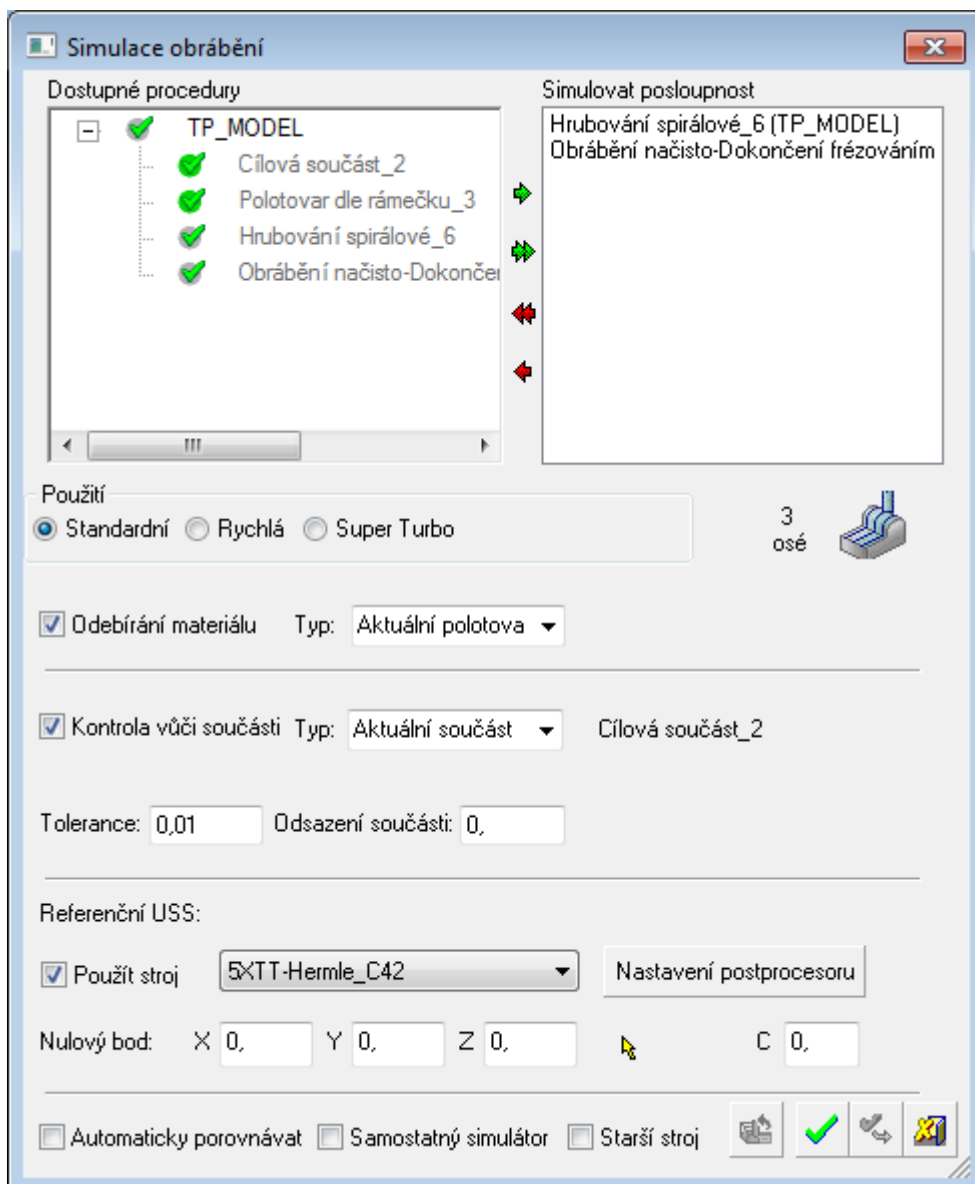 Simulace obrábění
Dostupné procedury
TP_MODEL
Cílová součást_2
Polotovar dle rámečku_3
Hrubování spirálové_6
Obrábění načisto-Dokonče
Simulovat posloupnost
Hrubování spirálové_6 (TP_MODEL)
Obrábění načisto-Dokončení frézováním
Použití
Standardní Rychlá Super Turbo
3
osé
Odebírání materiálu Typ: Aktuální polotova
Kontrola vůči součásti Typ: Aktuální součást Cílová součást_2
Tolerance: 0,01 Odsazení součásti: 0,
Referenční USS:
Použít stroj 5XTT-Hermle_C42 Nastavení postprocesoru
Nulový bod: X 0, Y 0, Z 0, C 0,
Automaticky porovnávat Samostatný simulátor Starší stroj